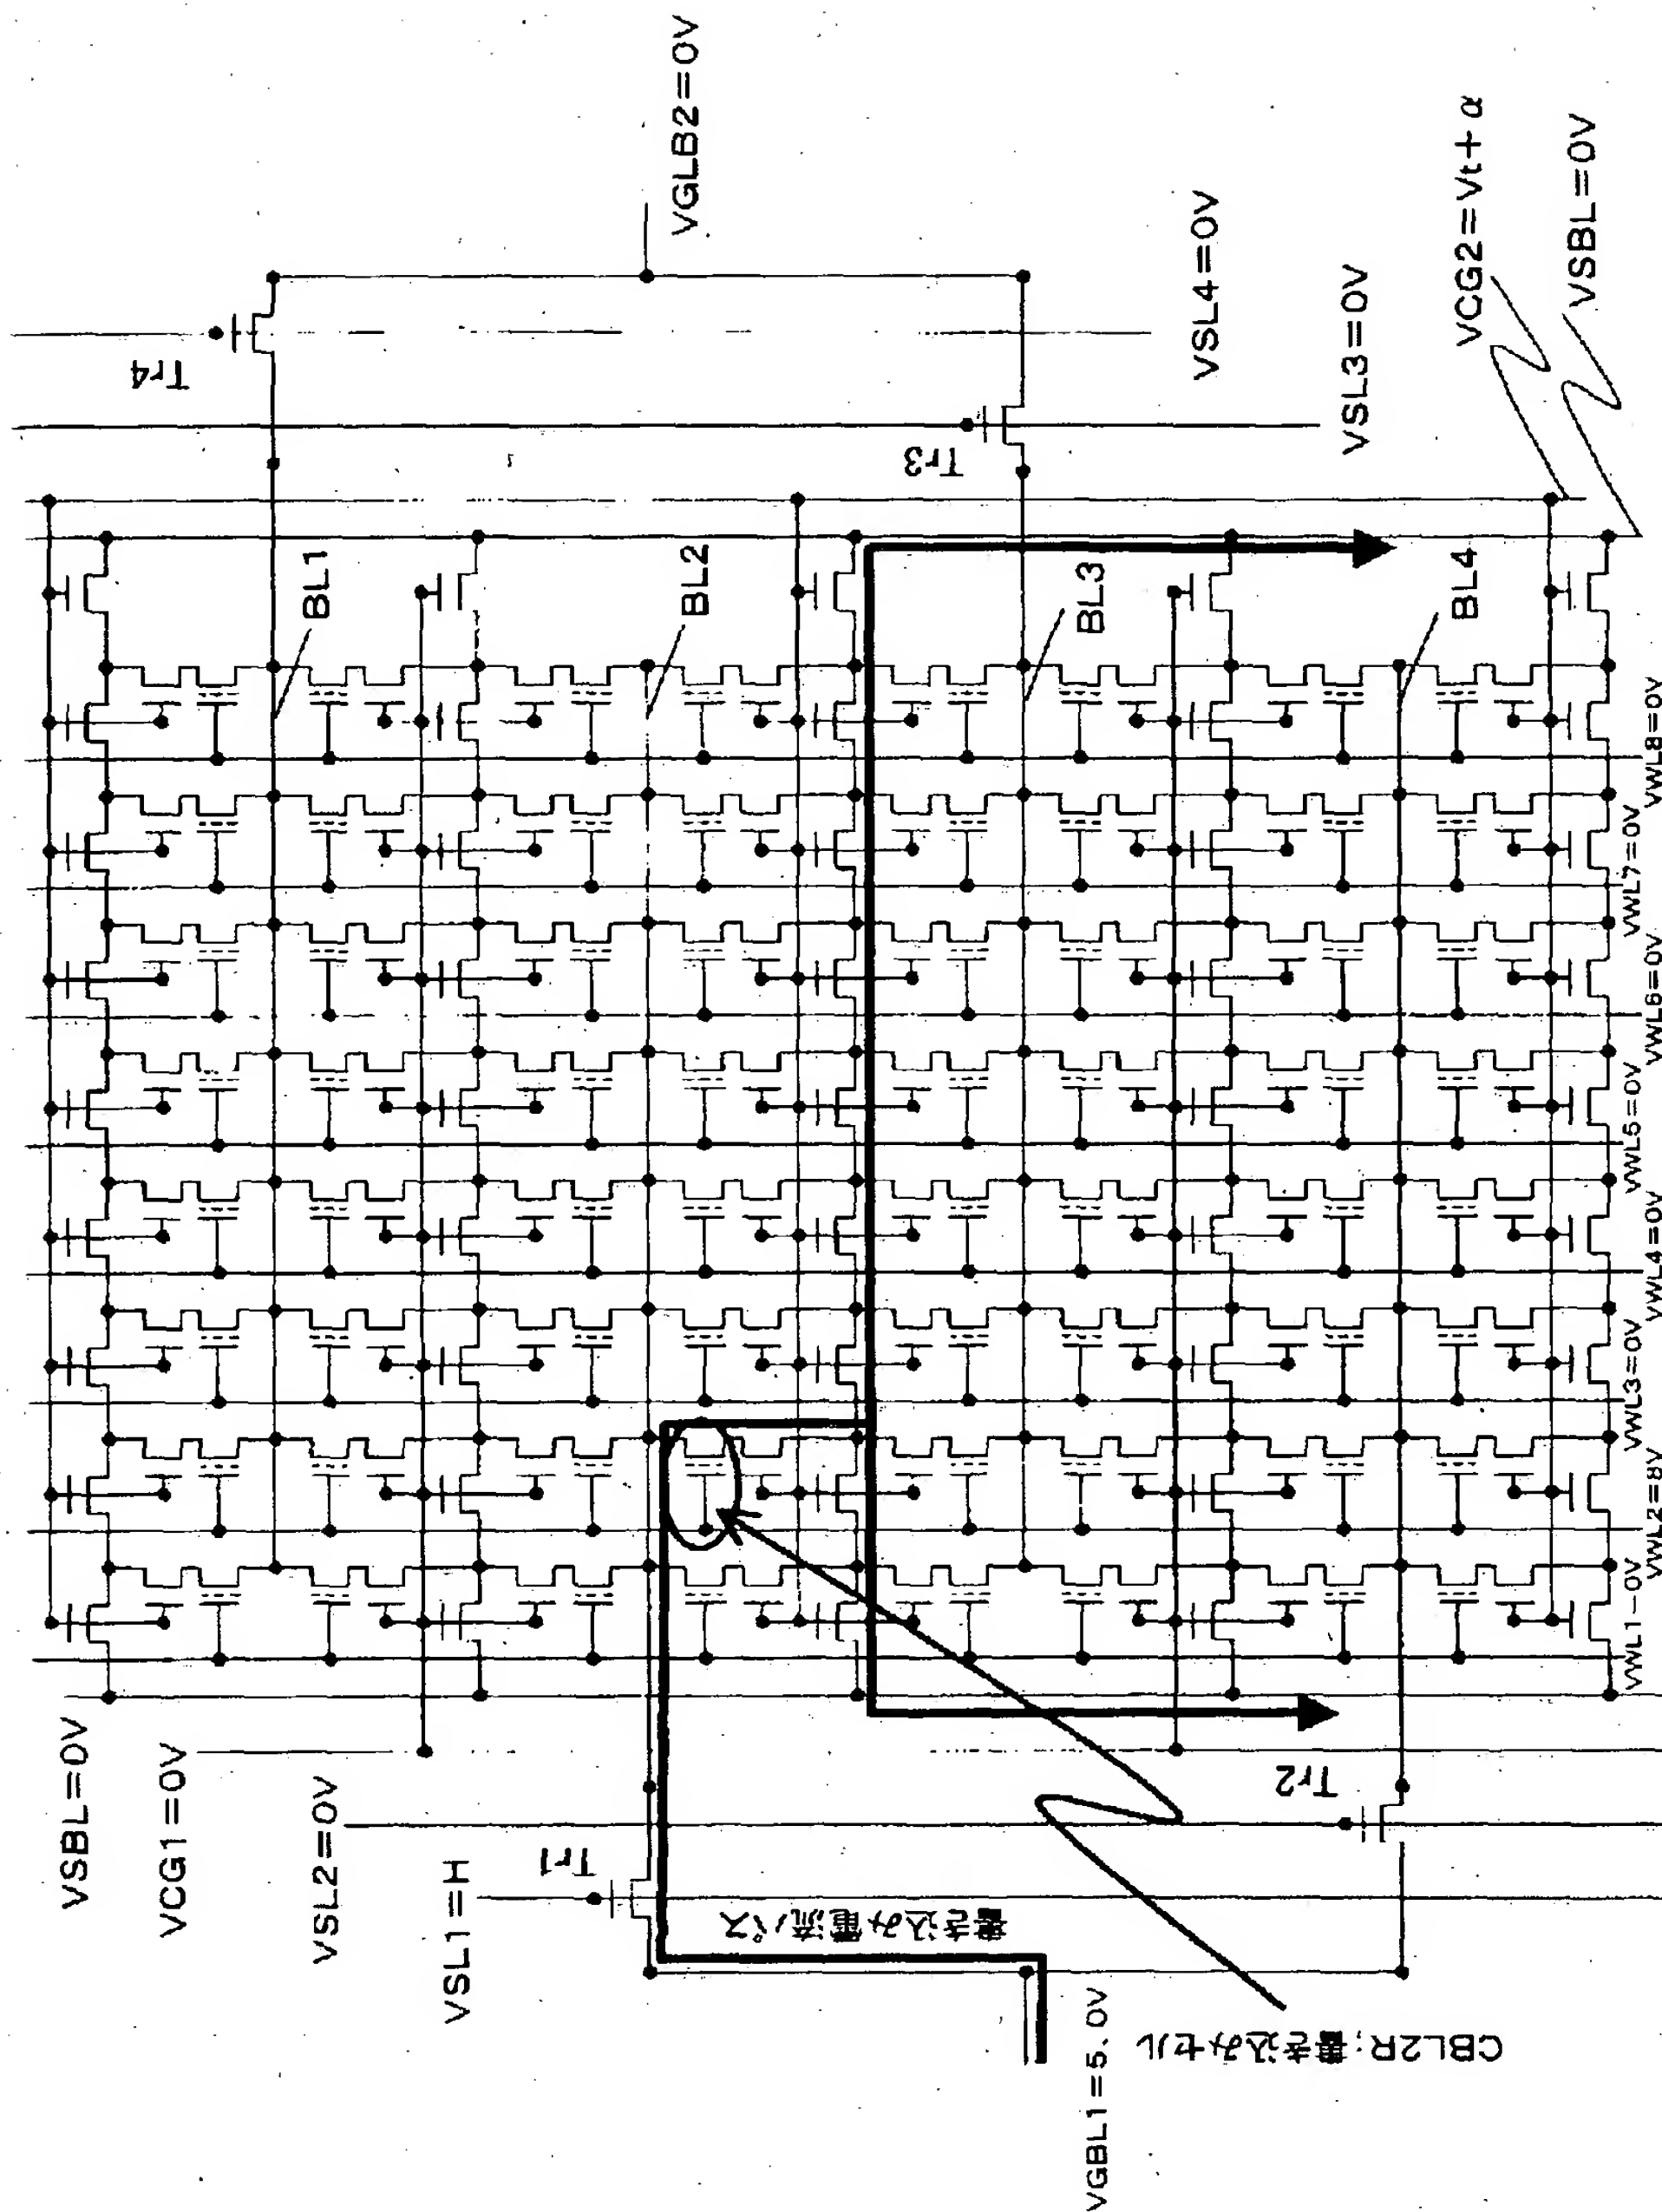 VSBL=0V
VCG1=0V
VSL2=0V
VSL1=H
Tr1
VGBL1=5.0V
書き込み電流パス
CBL2R;書き込みセル
Tr2
VWL1-0V
VWL2=8V
VWL3=0V
VWL4=0V
VWL5=0V
VWL6=0V
VWL7=0V
VWL8=0V
BL1
BL2
BL3
BL4
Tr4
Tr3
VGLB2=0V
VSL4=0V
VSL3=0V
VCG2=Vt+α
VSBL=0V